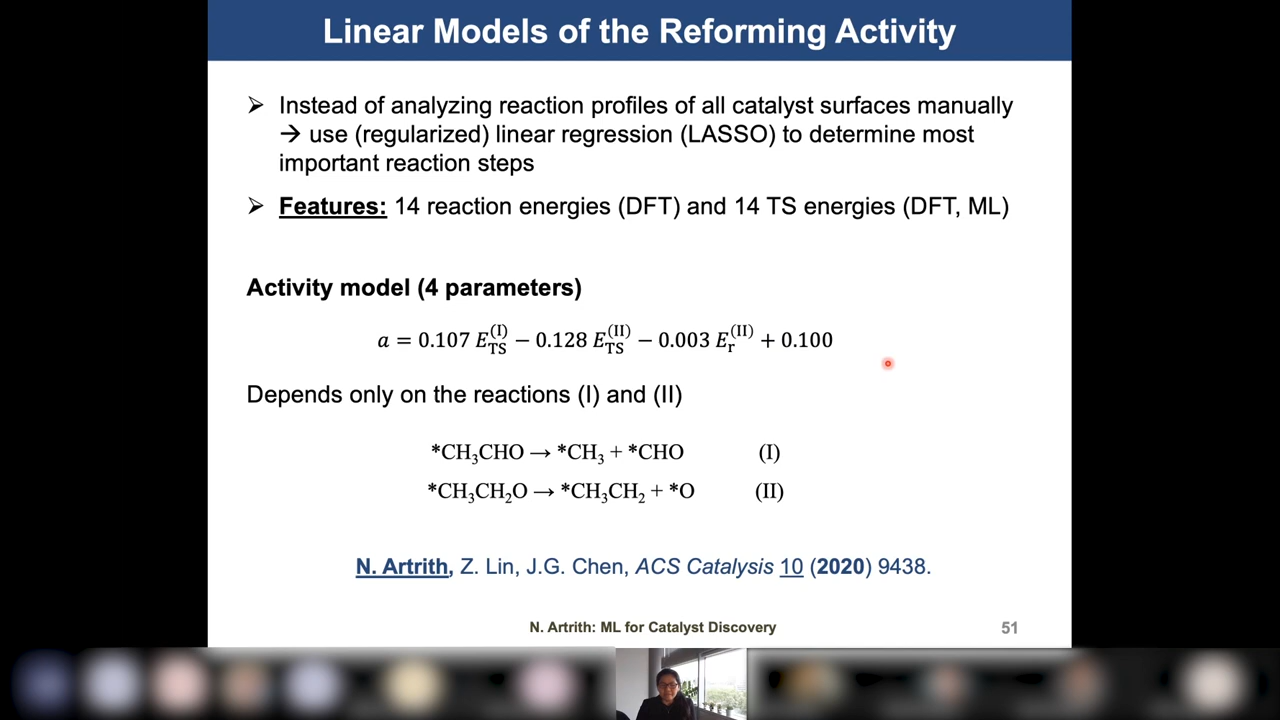 Linear Models of the Reforming Activity
➢ Instead of analyzing reaction profiles of all catalyst surfaces manually
→ use (regularized) linear regression (LASSO) to determine most
important reaction steps
➢ Features: 14 reaction energies (DFT) and 14 TS energies (DFT, ML)
Activity model (4 parameters)
a = 0.107 E_TS^(I) − 0.128 E_TS^(II) − 0.003 E_r^(II) + 0.100
Depends only on the reactions (I) and (II)
*CH₃CHO → *CH₃ + *CHO (I)
*CH₃CH₂O → *CH₃CH₂ + *O (II)
N. Artrith, Z. Lin, J.G. Chen, ACS Catalysis 10 (2020) 9438.
N. Artrith: ML for Catalyst Discovery 51